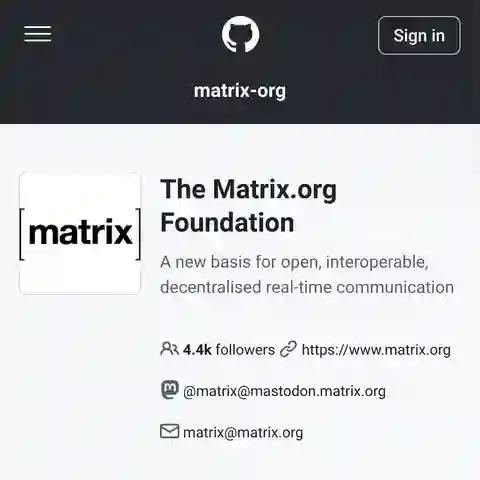 Sign in
matrix-org
[matrix]
The Matrix.org
Foundation
A new basis for open, interoperable,
decentralised real-time communication
4.4k followers https://www.matrix.org
@matrix@mastodon.matrix.org
matrix@matrix.org